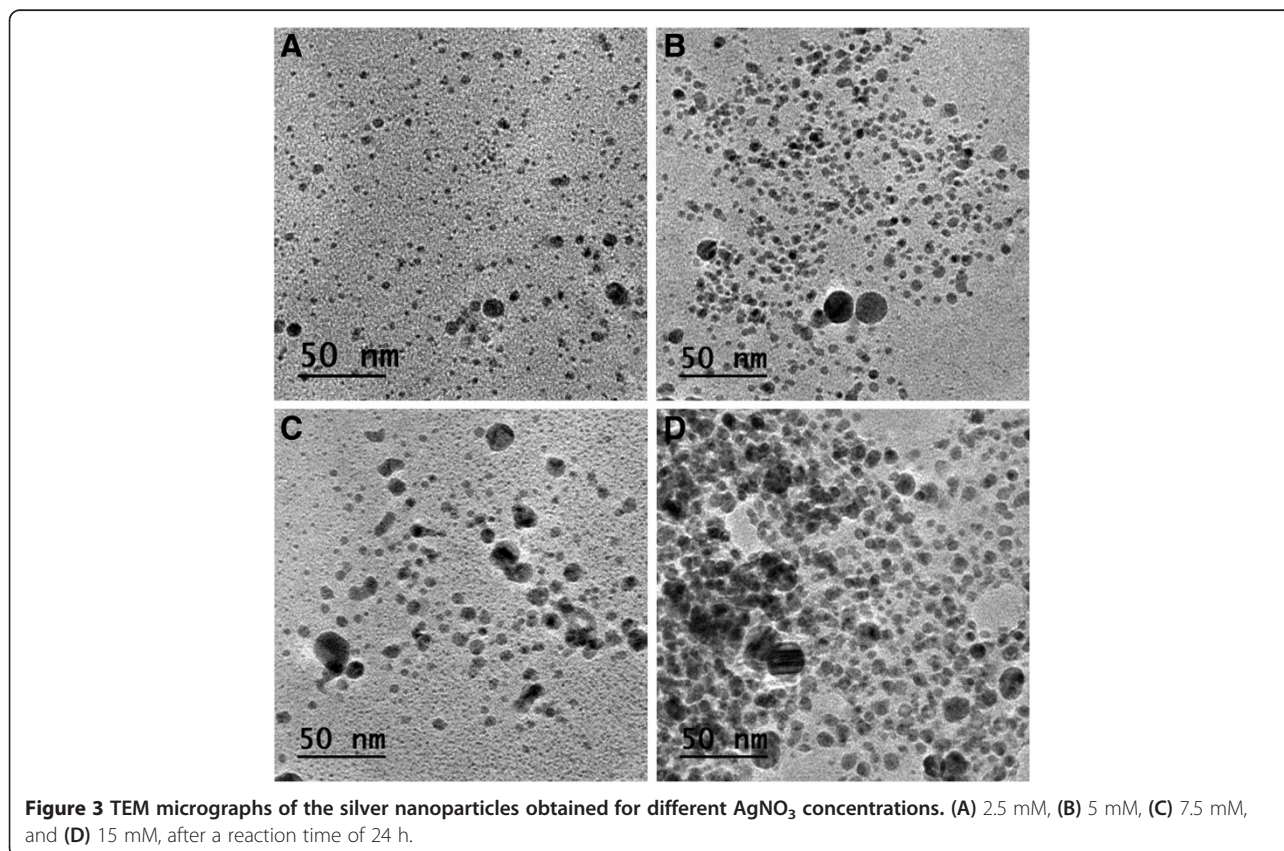 A
B
50 nm
50 nm
C
D
50 nm
50 nm
Figure 3 TEM micrographs of the silver nanoparticles obtained for different AgNO₃ concentrations. (A) 2.5 mM, (B) 5 mM, (C) 7.5 mM,
and (D) 15 mM, after a reaction time of 24 h.